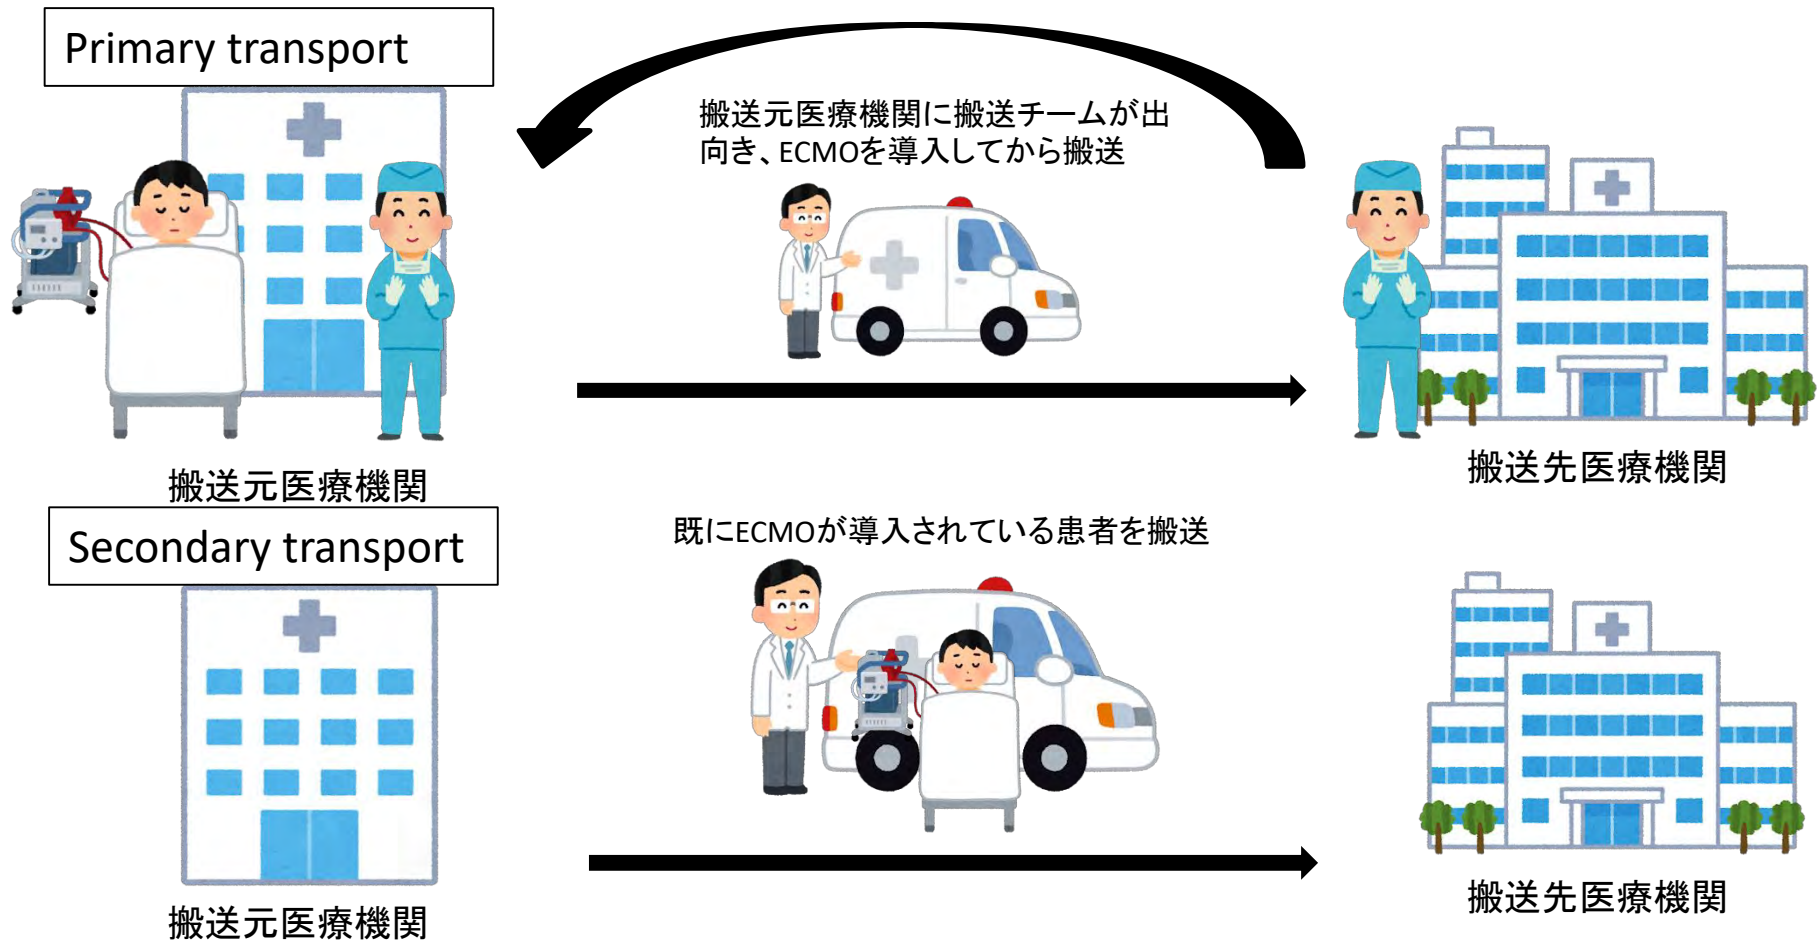 Primary transport
搬送元医療機関に搬送チームが出
向き、ECMOを導入してから搬送
搬送元医療機関
搬送先医療機関
Secondary transport
既にECMOが導入されている患者を搬送
搬送元医療機関
搬送先医療機関